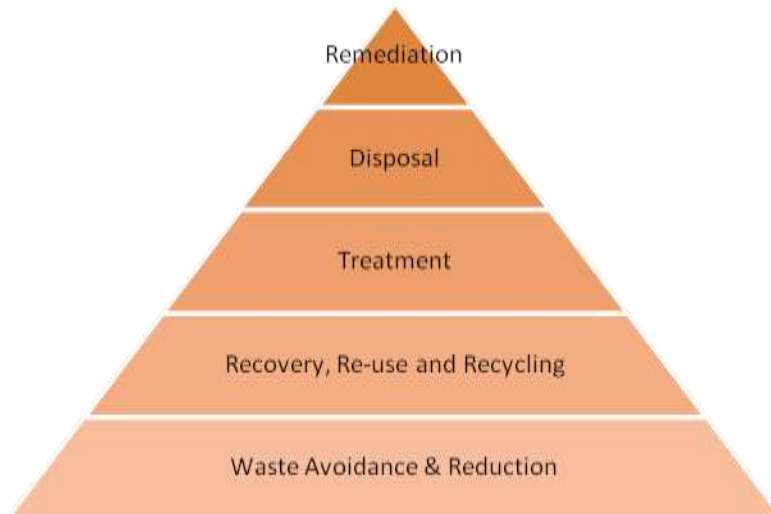 Remediation
Disposal
Treatment
Recovery, Re-use and Recycling
Waste Avoidance & Reduction